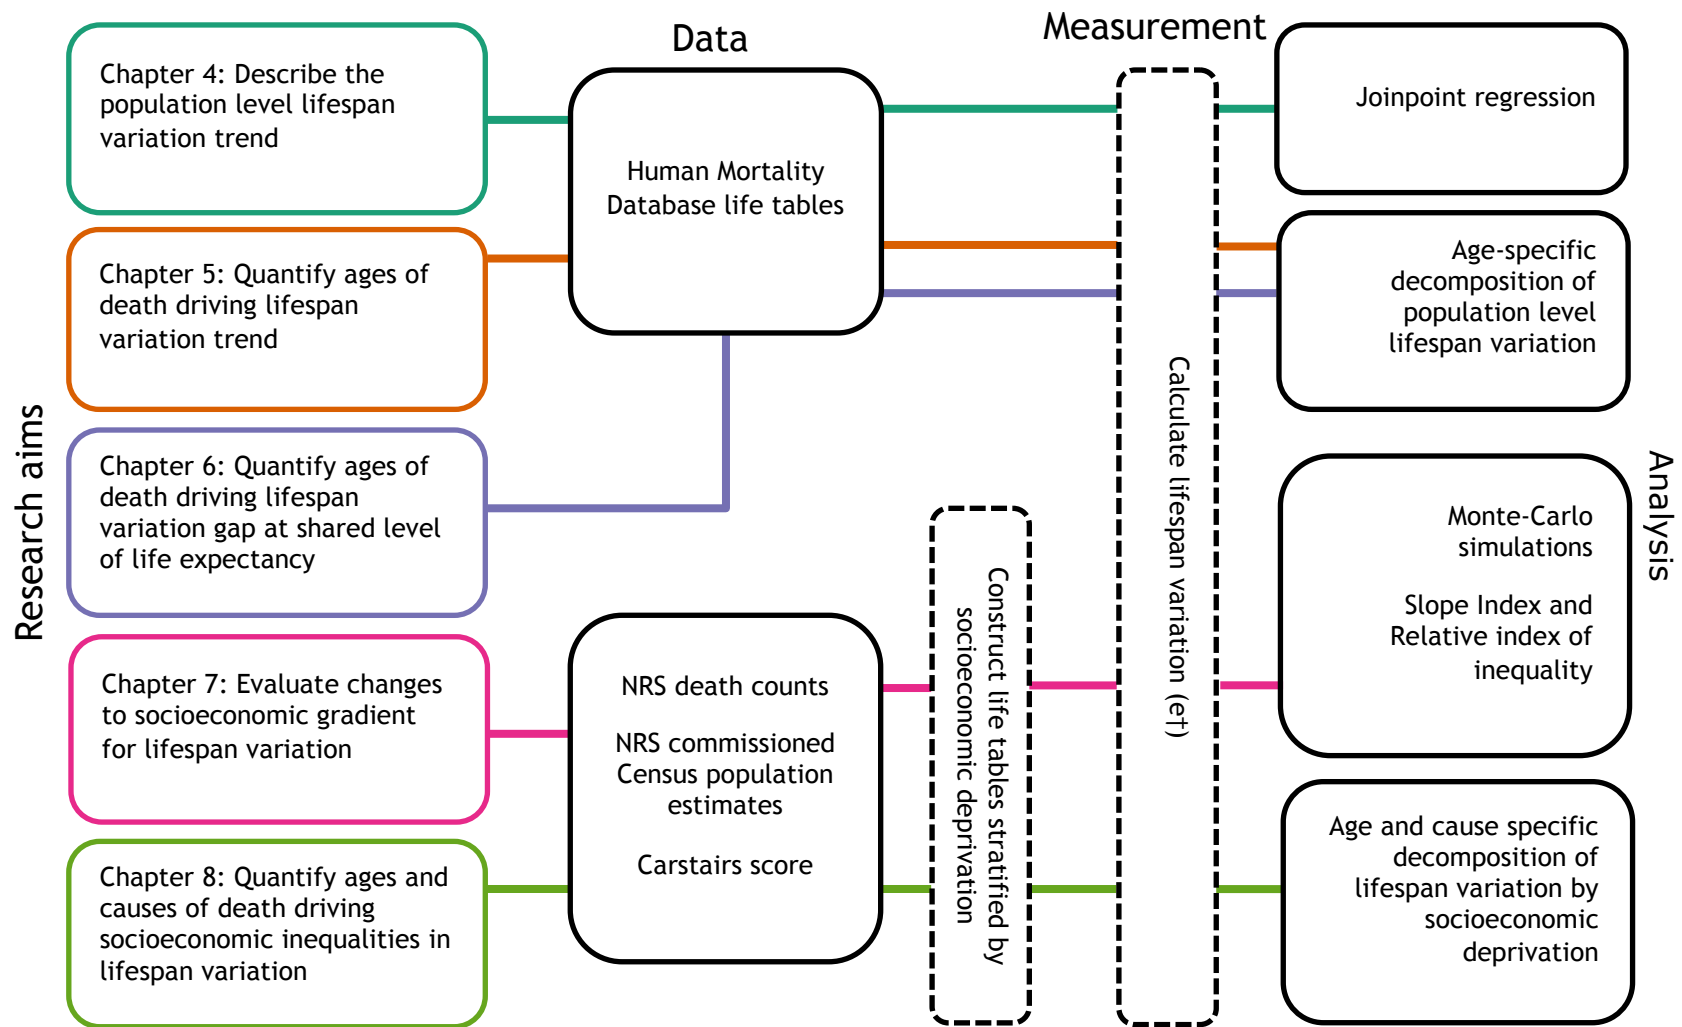 Research aims
Chapter 4: Describe the
population level lifespan
variation trend
Chapter 5: Quantify ages of
death driving lifespan
variation trend
Chapter 6: Quantify ages of
death driving lifespan
variation gap at shared level
of life expectancy
Chapter 7: Evaluate changes
to socioeconomic gradient
for lifespan variation
Chapter 8: Quantify ages and
causes of death driving
socioeconomic inequalities in
lifespan variation
Data
Human Mortality
Database life tables
NRS death counts
NRS commissioned
Census population
estimates
Carstairs score
Construct life tables stratified by
socioeconomic deprivation
Measurement
Calculate lifespan variation (e†)
Joinpoint regression
Age-specific
decomposition of
population level
lifespan variation
Monte-Carlo
simulations
Slope Index and
Relative index of
inequality
Age and cause specific
decomposition of
lifespan variation by
socioeconomic
deprivation
Analysis